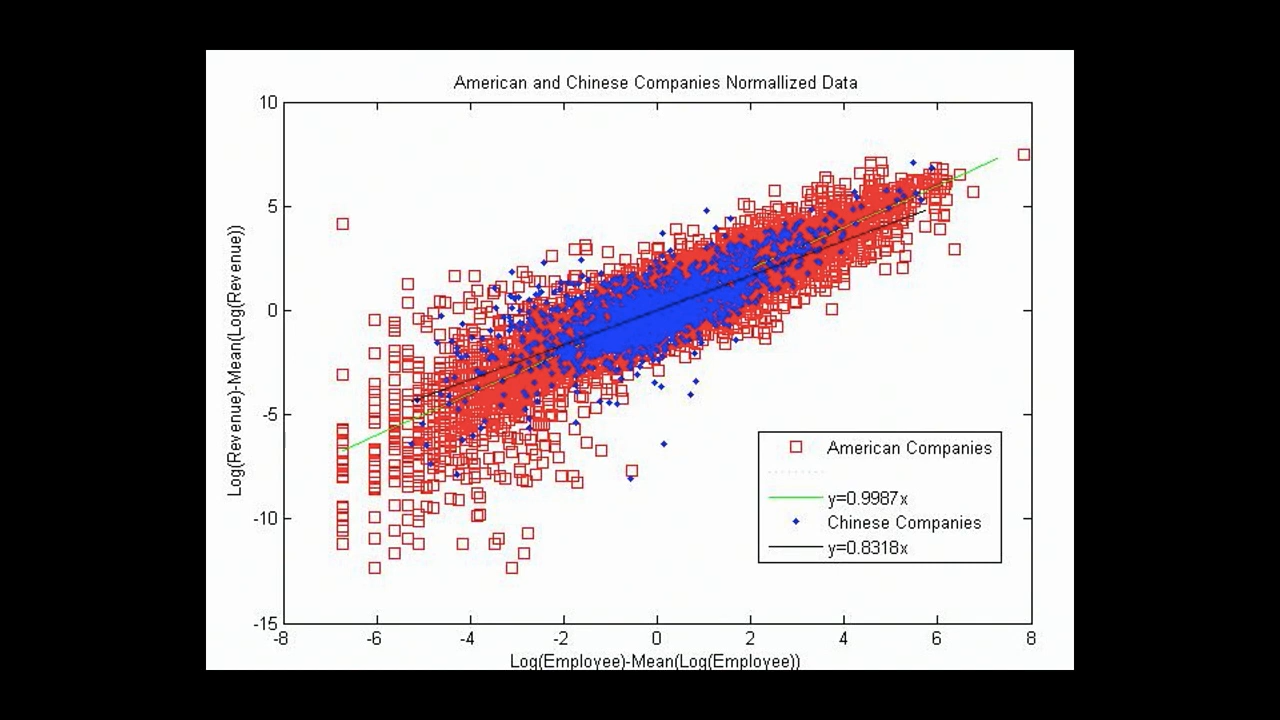 American and Chinese Companies Normallized Data
10
5
0
-5
-10
-15
-8 -6 -4 -2 0 2 4 6 8
Log(Revenue)-Mean(Log(Revenue))
Log(Employee)-Mean(Log(Employee))
American Companies
y=0.9987x
Chinese Companies
y=0.8318x